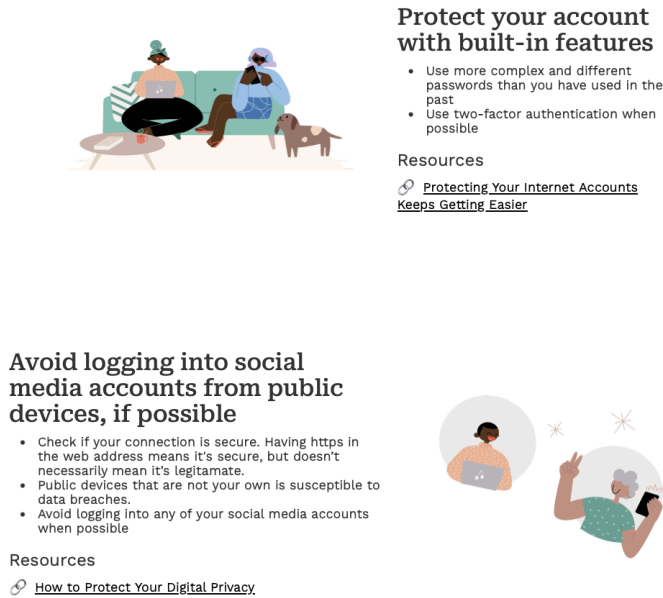 Protect your account
with built-in features
• Use more complex and different
passwords than you have used in the
past
• Use two-factor authentication when
possible
Resources
Protecting Your Internet Accounts
Keeps Getting Easier
Avoid logging into social
media accounts from public
devices, if possible
• Check if your connection is secure. Having https in
the web address means it's secure, but doesn't
necessarily mean it's legitamate.
• Public devices that are not your own is susceptible to
data breaches.
• Avoid logging into any of your social media accounts
when possible
Resources
How to Protect Your Digital Privacy